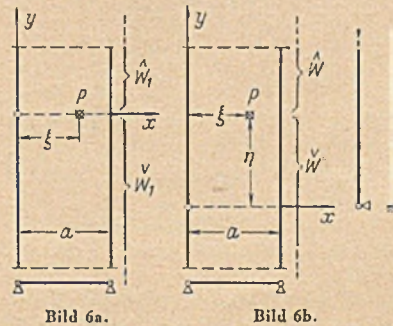 y
Ŵ₁
P
x
ξ
W̌₁
a
Bild 6a.
y
Ŵ
P
ξ
η
W̌
x
a
Bild 6b.